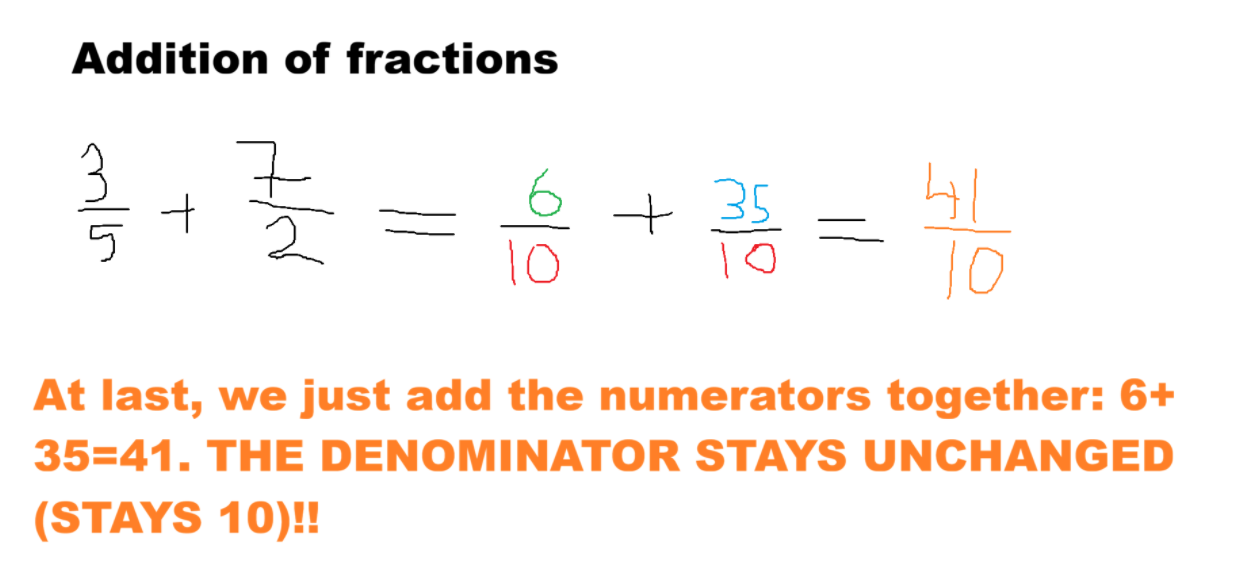 Addition of fractions
3/5 + 7/2 = 6/10 + 35/10 = 41/10
At last, we just add the numerators together: 6+
35=41. THE DENOMINATOR STAYS UNCHANGED
(STAYS 10)!!